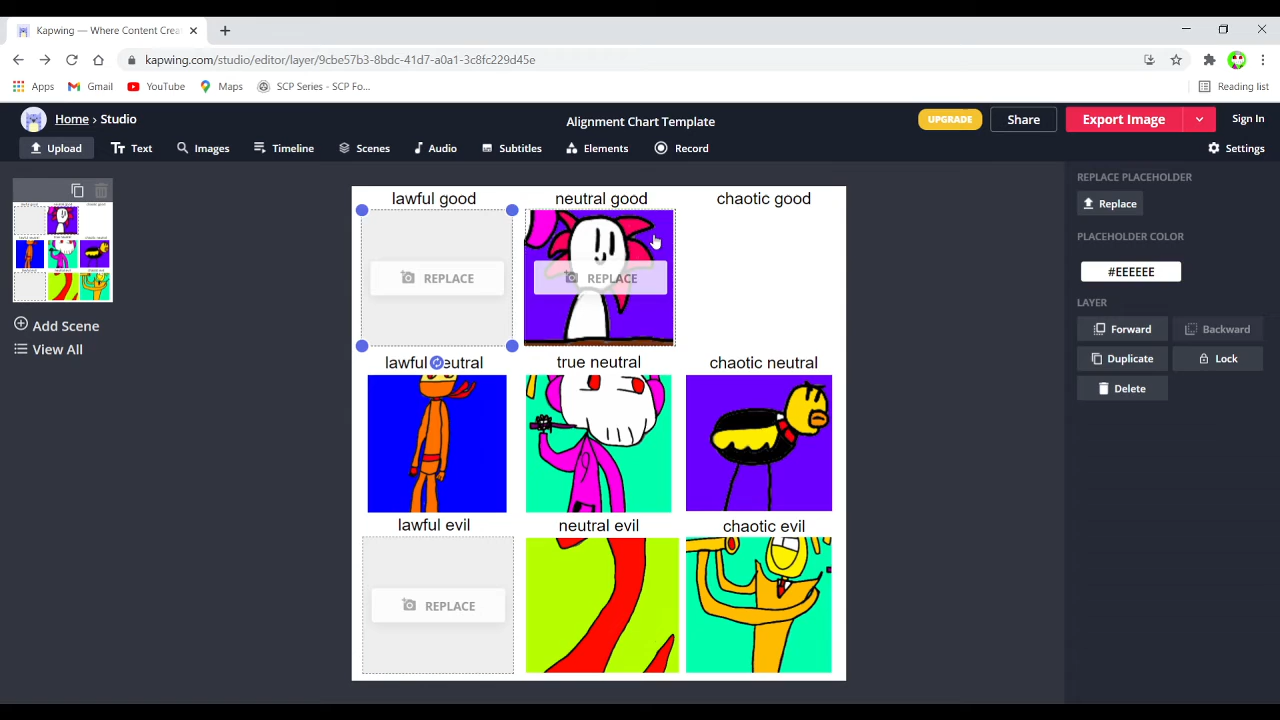 Kapwing — Where Content Crea
kapwing.com/studio/editor/layer/9cbe57b3-8bdc-41d7-a0a1-3c8fc229d45e
Apps Gmail YouTube Maps SCP Series - SCP Fo... Reading list
Home › Studio Alignment Chart Template UPGRADE Share Export Image Sign In
Upload Text Images Timeline Scenes Audio Subtitles Elements Record Settings
REPLACE PLACEHOLDER
Replace
PLACEHOLDER COLOR
#EEEEEE
LAYER
Forward Backward
Duplicate Lock
Delete
Add Scene
View All
lawful good neutral good chaotic good
REPLACE REPLACE
lawful neutral true neutral chaotic neutral
lawful evil neutral evil chaotic evil
REPLACE